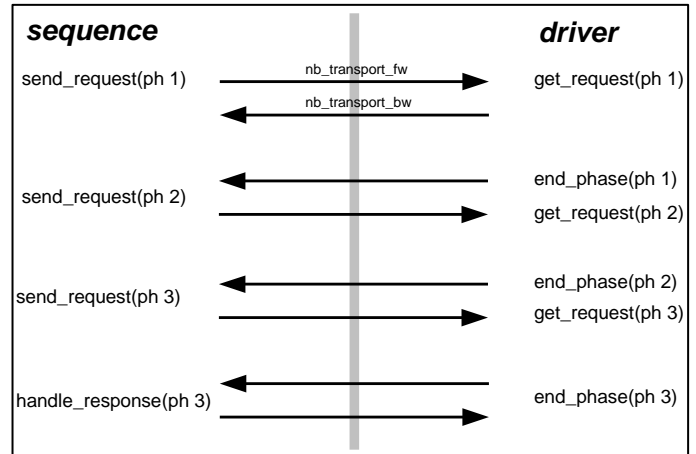 sequence
driver
send_request(ph 1)
nb_transport_fw
get_request(ph 1)
nb_transport_bw
end_phase(ph 1)
send_request(ph 2)
get_request(ph 2)
end_phase(ph 2)
send_request(ph 3)
get_request(ph 3)
end_phase(ph 3)
handle_response(ph 3)